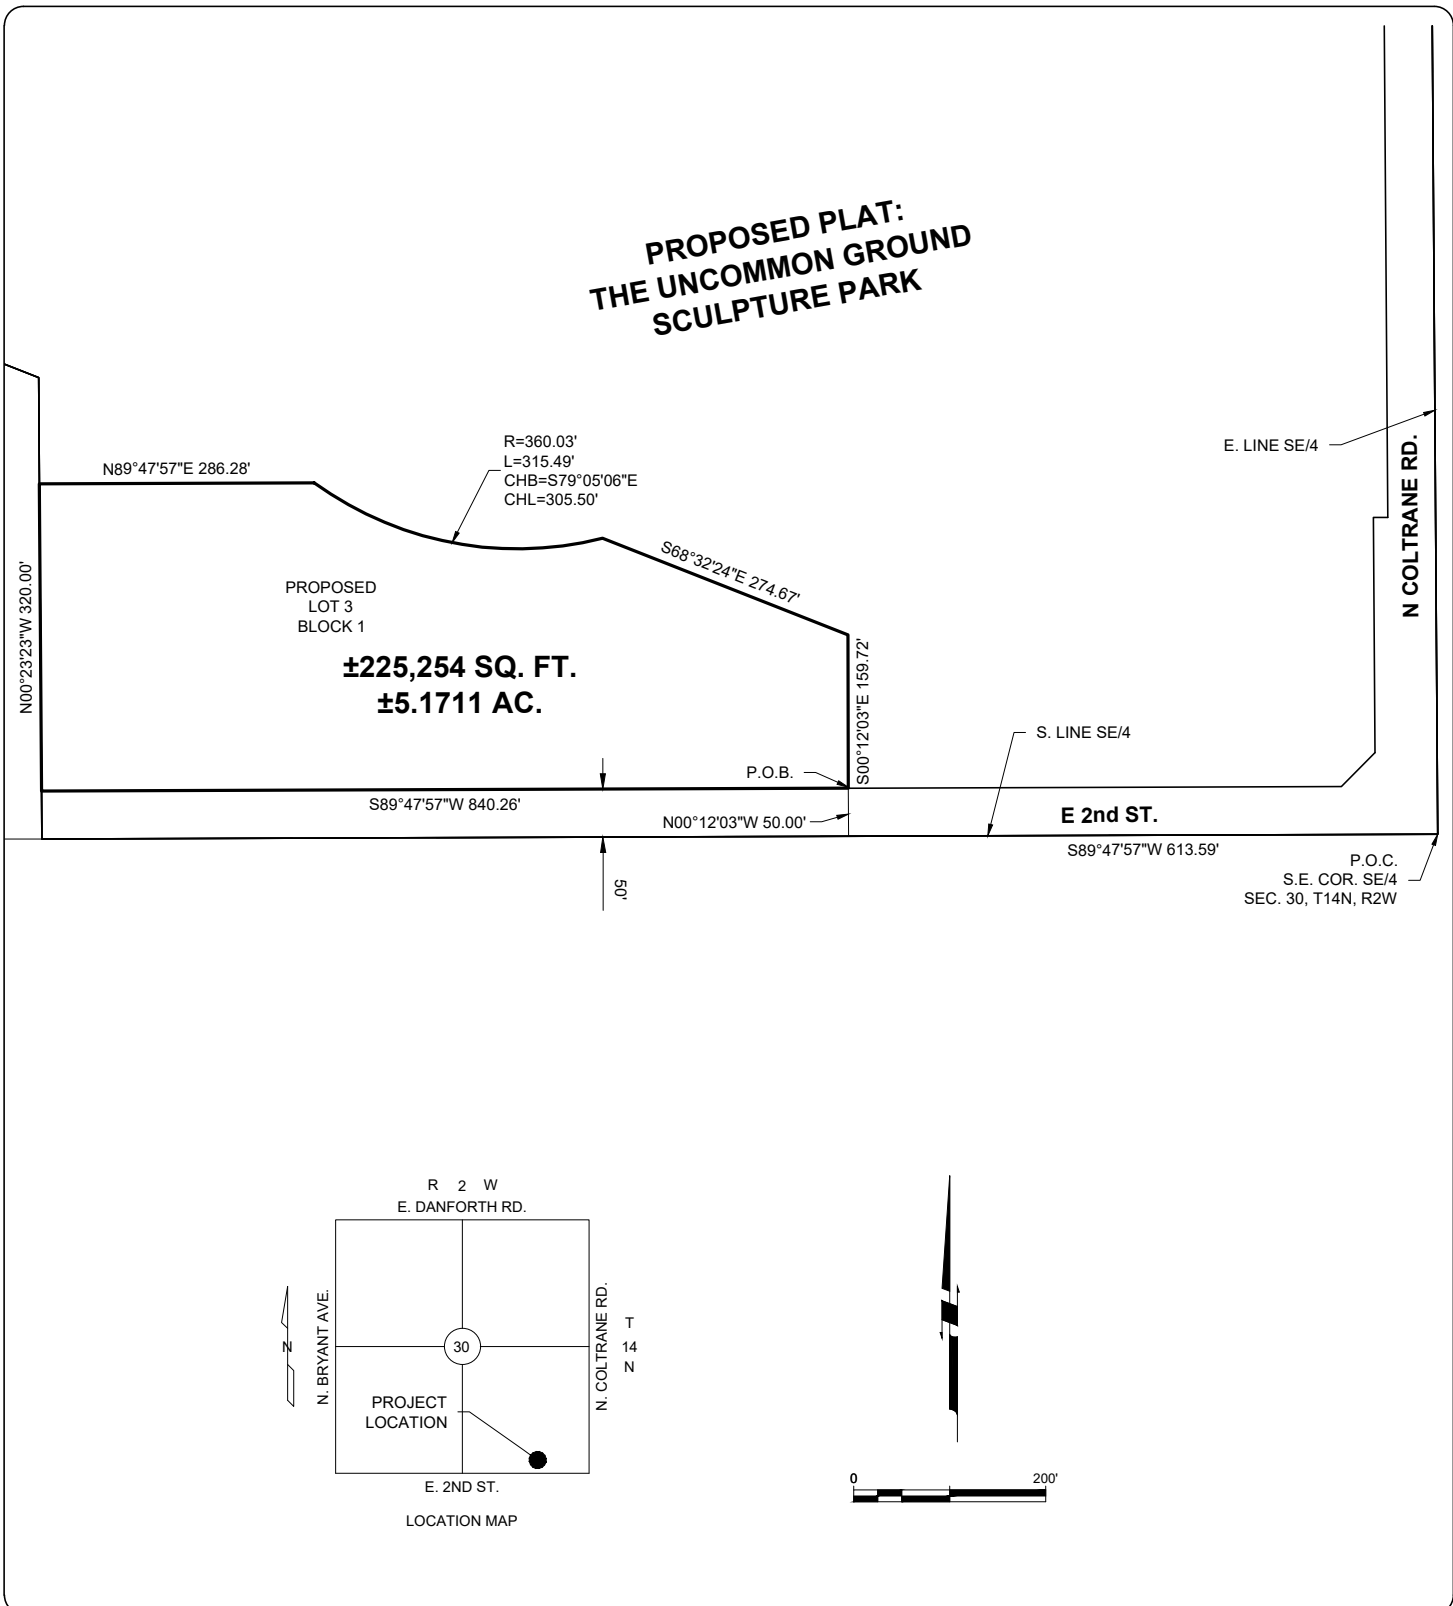 PROPOSED PLAT:
THE UNCOMMON GROUND
SCULPTURE PARK
E. LINE SE/4
N COLTRANE RD.
R=360.03'
L=315.49'
CHB=S79°05'06"E
CHL=305.50'
N89°47'57"E 286.28'
S68°32'24"E 274.67'
N00°23'23"W 320.00'
PROPOSED
LOT 3
BLOCK 1
±225,254 SQ. FT.
±5.1711 AC.
S00°12'03"E 159.72'
S. LINE SE/4
P.O.B.
S89°47'57"W 840.26'
N00°12'03"W 50.00'
E 2nd ST.
S89°47'57"W 613.59'
50'
P.O.C.
S.E. COR. SE/4
SEC. 30, T14N, R2W
R 2 W
E. DANFORTH RD.
N
N. BRYANT AVE.
30
N. COLTRANE RD.
T
14
N
PROJECT
LOCATION
E. 2ND ST.
LOCATION MAP
0 200'